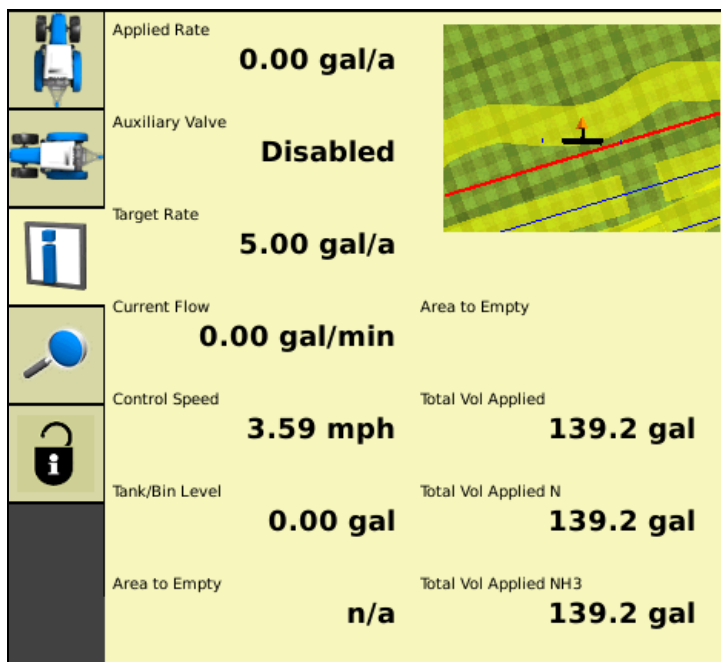 Applied Rate
0.00 gal/a
Auxiliary Valve
Disabled
Target Rate
5.00 gal/a
Current Flow
0.00 gal/min
Area to Empty
Control Speed
3.59 mph
Total Vol Applied
139.2 gal
Tank/Bin Level
0.00 gal
Total Vol Applied N
139.2 gal
Area to Empty
n/a
Total Vol Applied NH3
139.2 gal